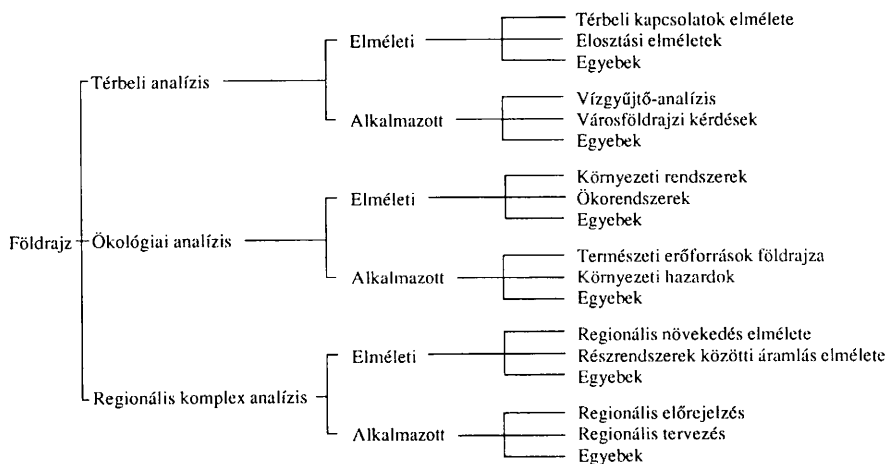 Földrajz
Térbeli analízis
Elméleti
Térbeli kapcsolatok elmélete
Elosztási elméletek
Egyebek
Alkalmazott
Vízgyűjtő-analízis
Városföldrajzi kérdések
Egyebek
Ökológiai analízis
Elméleti
Környezeti rendszerek
Ökorendszerek
Egyebek
Alkalmazott
Természeti erőforrások földrajza
Környezeti hazardok
Egyebek
Regionális komplex analízis
Elméleti
Regionális növekedés elmélete
Részrendszerek közötti áramlás elmélete
Egyebek
Alkalmazott
Regionális előrejelzés
Regionális tervezés
Egyebek